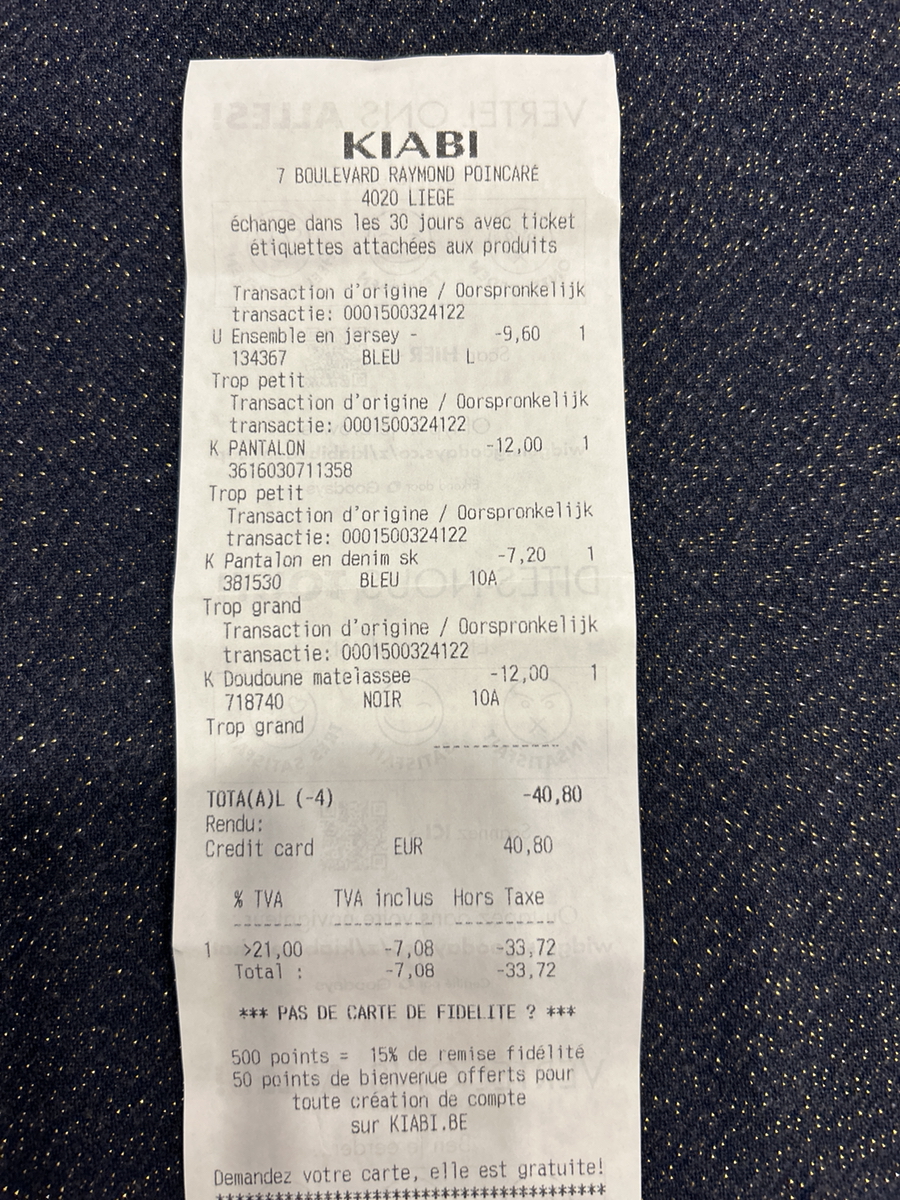 KIABI
7 BOULEVARD RAYMOND POINCARÉ
4020 LIEGE
échange dans les 30 jours avec ticket
étiquettes attachées aux produits
Transaction d'origine / Oorspronkelijk
transactie: 0001500324122
U Ensemble en jersey - -9,60 1
134367 BLEU L
Trop petit
Transaction d'origine / Oorspronkelijk
transactie: 0001500324122
K PANTALON -12,00 1
3616030711358
Trop petit
Transaction d'origine / Oorspronkelijk
transactie: 0001500324122
K Pantalon en denim sk -7,20 1
381530 BLEU 10A
Trop grand
Transaction d'origine / Oorspronkelijk
transactie: 0001500324122
K Doudoune matelassee -12,00 1
718740 NOIR 10A
Trop grand
--------------
TOTA(A)L (-4) -40,80
Rendu:
Credit card EUR 40,80
% TVA TVA inclus Hors Taxe
------- ---------- ----------
1 >21,00 -7,08 -33,72
Total : -7,08 -33,72
*** PAS DE CARTE DE FIDELITE ? ***
500 points = 15% de remise fidélité
50 points de bienvenue offerts pour
toute création de compte
sur KIABI.BE
Demandez votre carte, elle est gratuite!
****************************************